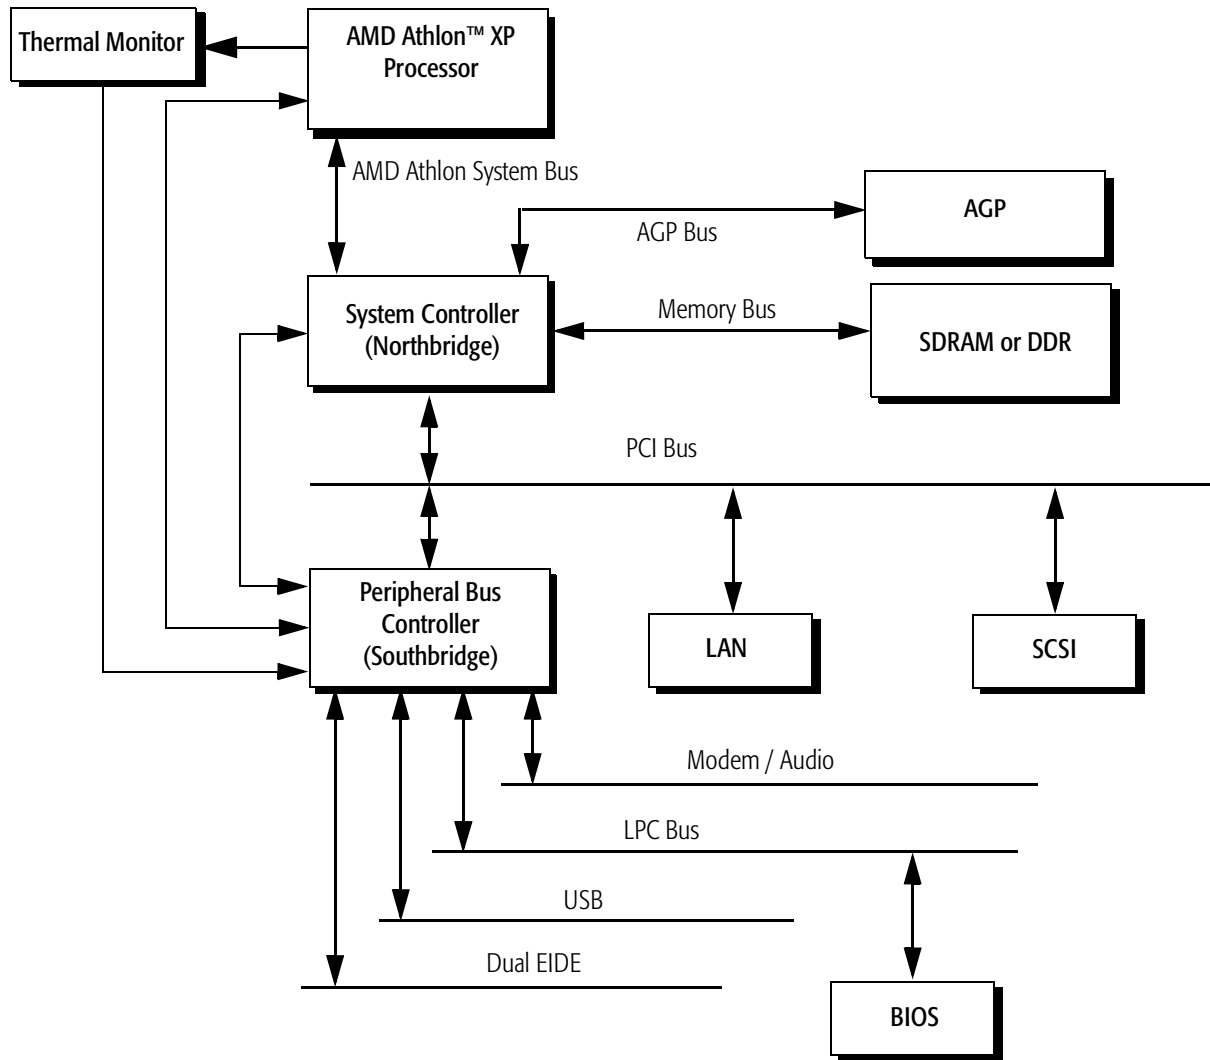 Thermal Monitor
AMD Athlon™ XP
Processor
AMD Athlon System Bus
AGP
AGP Bus
System Controller
(Northbridge)
Memory Bus
SDRAM or DDR
PCI Bus
Peripheral Bus
Controller
(Southbridge)
LAN
SCSI
Modem / Audio
LPC Bus
USB
Dual EIDE
BIOS